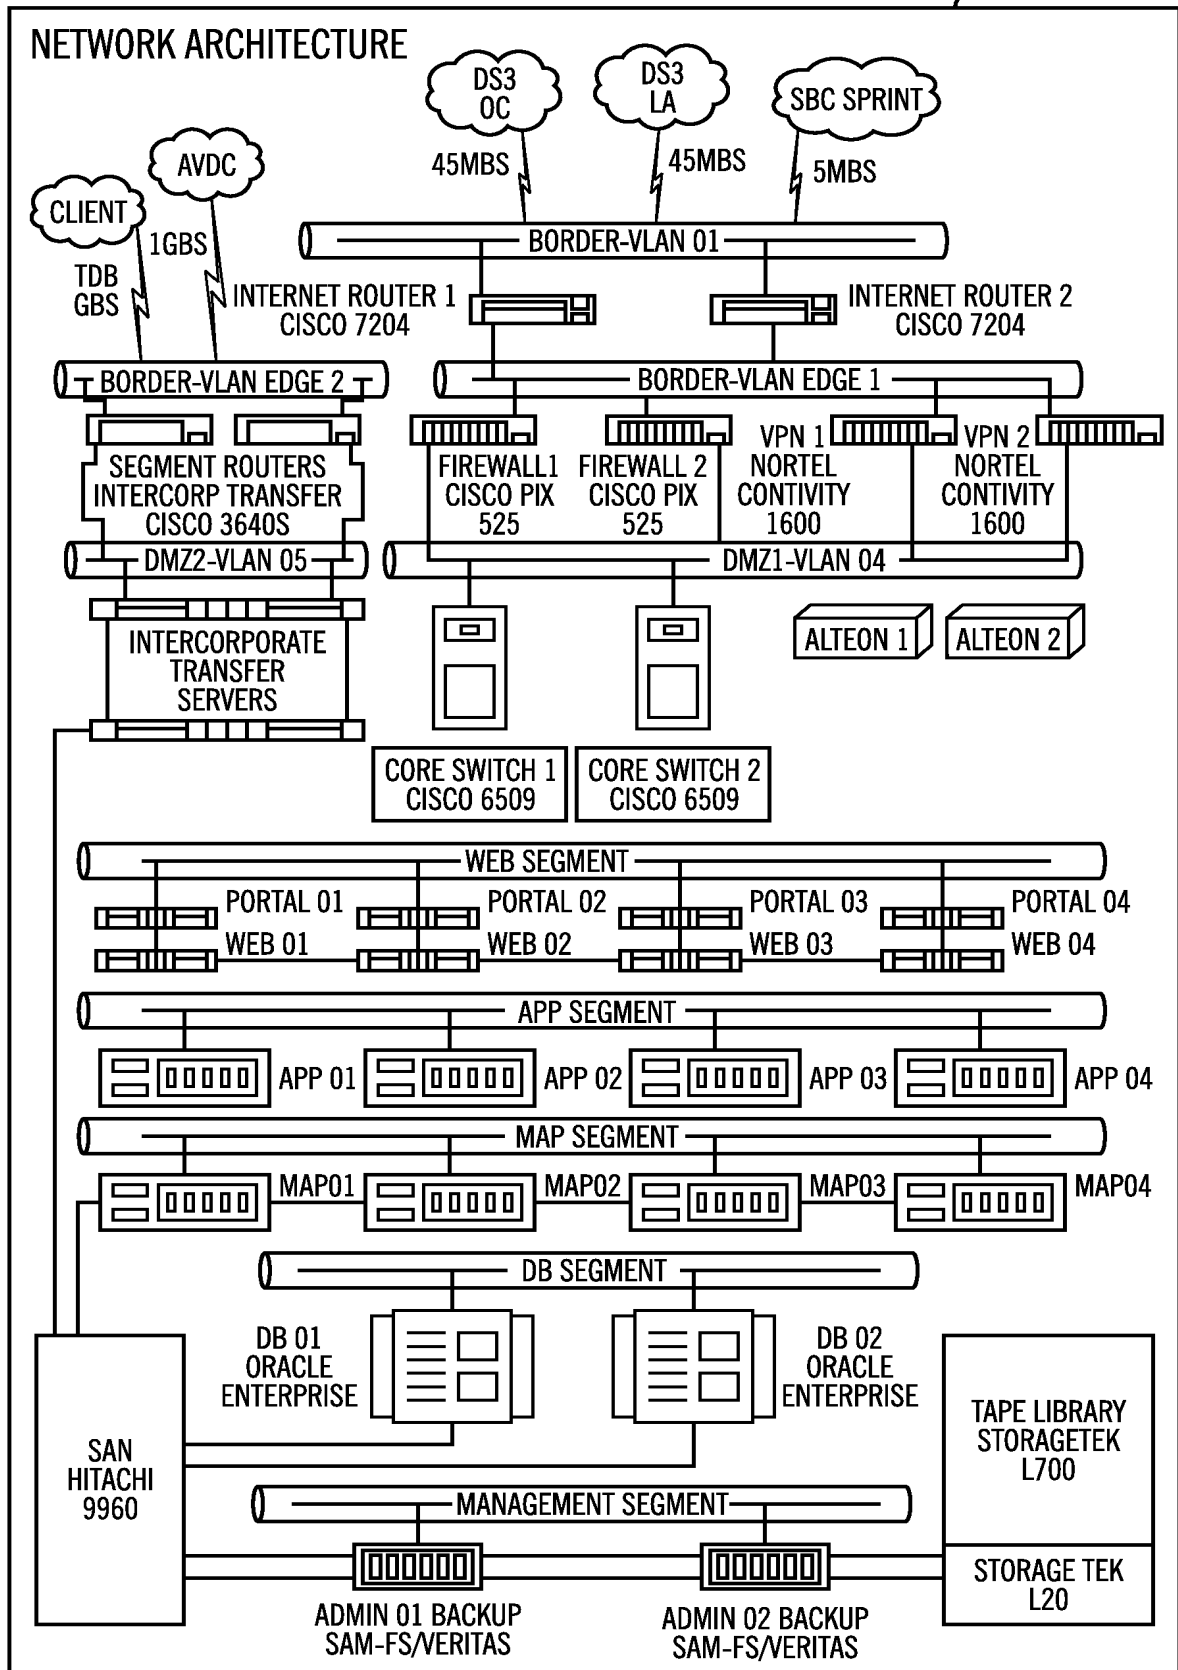 NETWORK ARCHITECTURE
DS3
OC
DS3
LA
SBC SPRINT
45MBS
45MBS
5MBS
AVDC
CLIENT
1GBS
TDB
GBS
BORDER-VLAN 01
INTERNET ROUTER 1
CISCO 7204
INTERNET ROUTER 2
CISCO 7204
BORDER-VLAN EDGE 2
BORDER-VLAN EDGE 1
SEGMENT ROUTERS
INTERCORP TRANSFER
CISCO 3640S
FIREWALL1
CISCO PIX
525
FIREWALL 2
CISCO PIX
525
VPN 1
NORTEL
CONTIVITY
1600
VPN 2
NORTEL
CONTIVITY
1600
DMZ2-VLAN 05
DMZ1-VLAN 04
INTERCORPORATE
TRANSFER
SERVERS
ALTEON 1
ALTEON 2
CORE SWITCH 1
CISCO 6509
CORE SWITCH 2
CISCO 6509
WEB SEGMENT
PORTAL 01
PORTAL 02
PORTAL 03
PORTAL 04
WEB 01
WEB 02
WEB 03
WEB 04
APP SEGMENT
APP 01
APP 02
APP 03
APP 04
MAP SEGMENT
MAP01
MAP02
MAP03
MAP04
DB SEGMENT
DB 01
ORACLE
ENTERPRISE
DB 02
ORACLE
ENTERPRISE
SAN
HITACHI
9960
TAPE LIBRARY
STORAGETEK
L700
MANAGEMENT SEGMENT
STORAGE TEK
L20
ADMIN 01 BACKUP
SAM-FS/VERITAS
ADMIN 02 BACKUP
SAM-FS/VERITAS